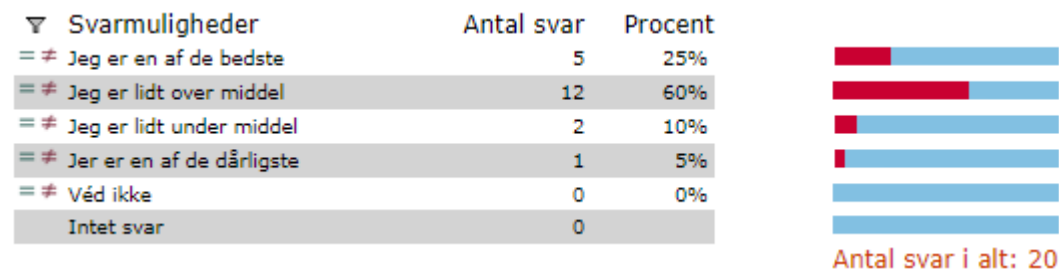 Svarmuligheder Antal svar Procent
= ≠ Jeg er en af de bedste 5 25%
= ≠ Jeg er lidt over middel 12 60%
= ≠ Jeg er lidt under middel 2 10%
= ≠ Jer er en af de dårligste 1 5%
= ≠ Véd ikke 0 0%
Intet svar 0
Antal svar i alt: 20